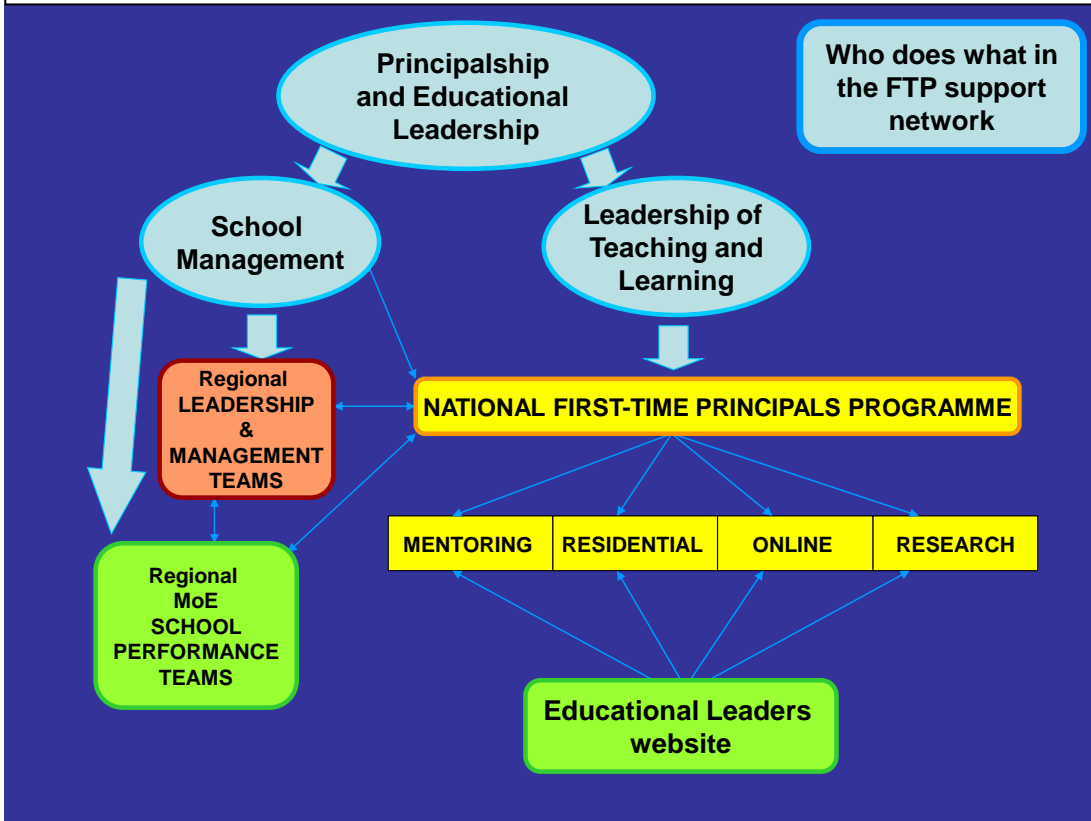 Principalship
and Educational
Leadership
Who does what in
the FTP support
network
School
Management
Leadership of
Teaching and
Learning
Regional
LEADERSHIP
&
MANAGEMENT
TEAMS
NATIONAL FIRST-TIME PRINCIPALS PROGRAMME
MENTORING RESIDENTIAL ONLINE RESEARCH
Regional
MoE
SCHOOL
PERFORMANCE
TEAMS
Educational Leaders
website